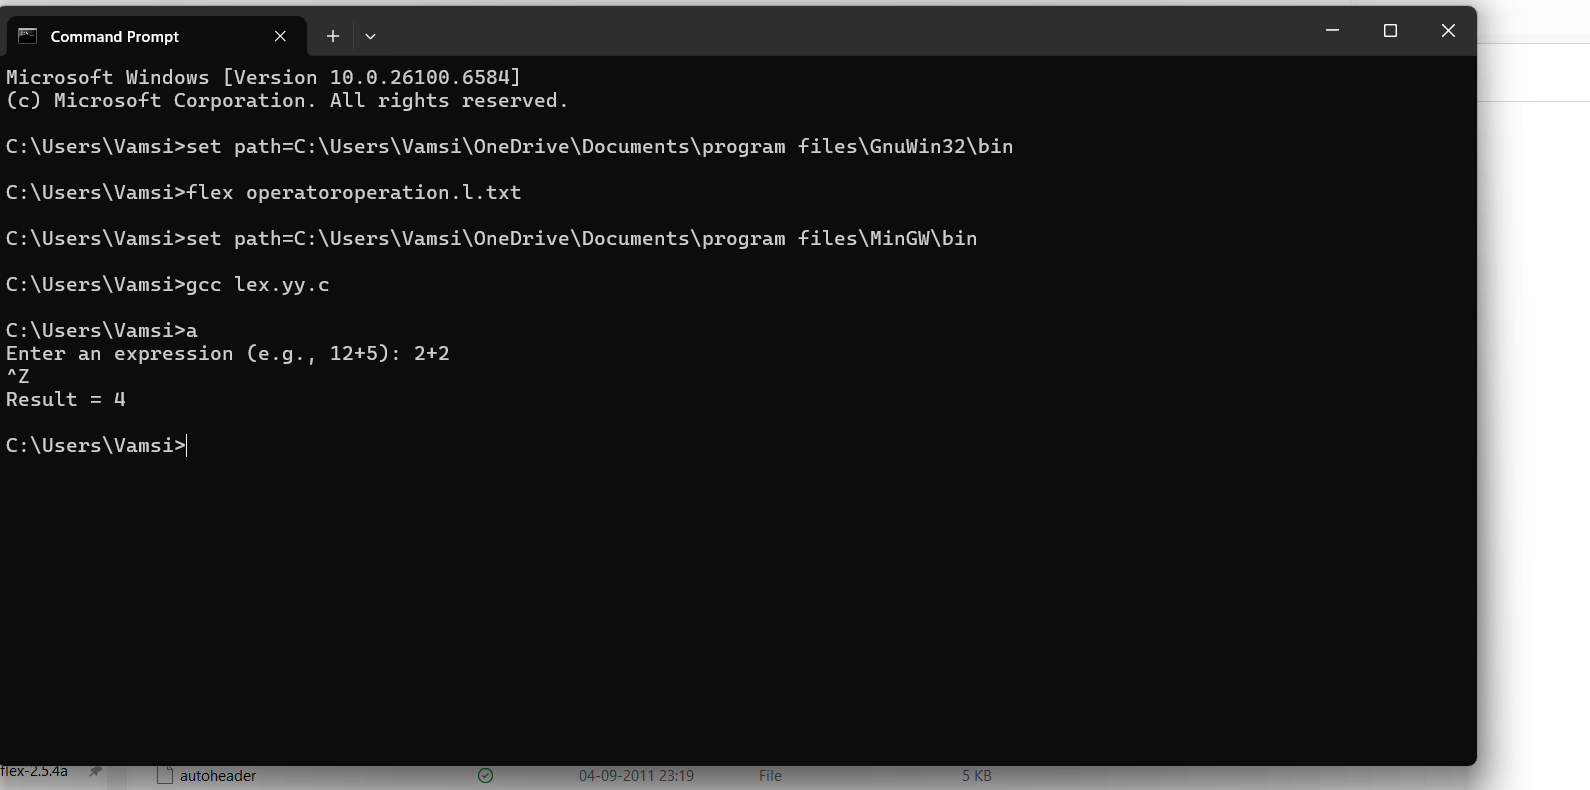 Command Prompt
Microsoft Windows [Version 10.0.26100.6584]
(c) Microsoft Corporation. All rights reserved.
C:\Users\Vamsi>set path=C:\Users\Vamsi\OneDrive\Documents\program files\GnuWin32\bin
C:\Users\Vamsi>flex operatoroperation.l.txt
C:\Users\Vamsi>set path=C:\Users\Vamsi\OneDrive\Documents\program files\MinGW\bin
C:\Users\Vamsi>gcc lex.yy.c
C:\Users\Vamsi>a
Enter an expression (e.g., 12+5): 2+2
^Z
Result = 4
C:\Users\Vamsi>
flex-2.5.4a autoheader 04-09-2011 23:19 File 5 KB